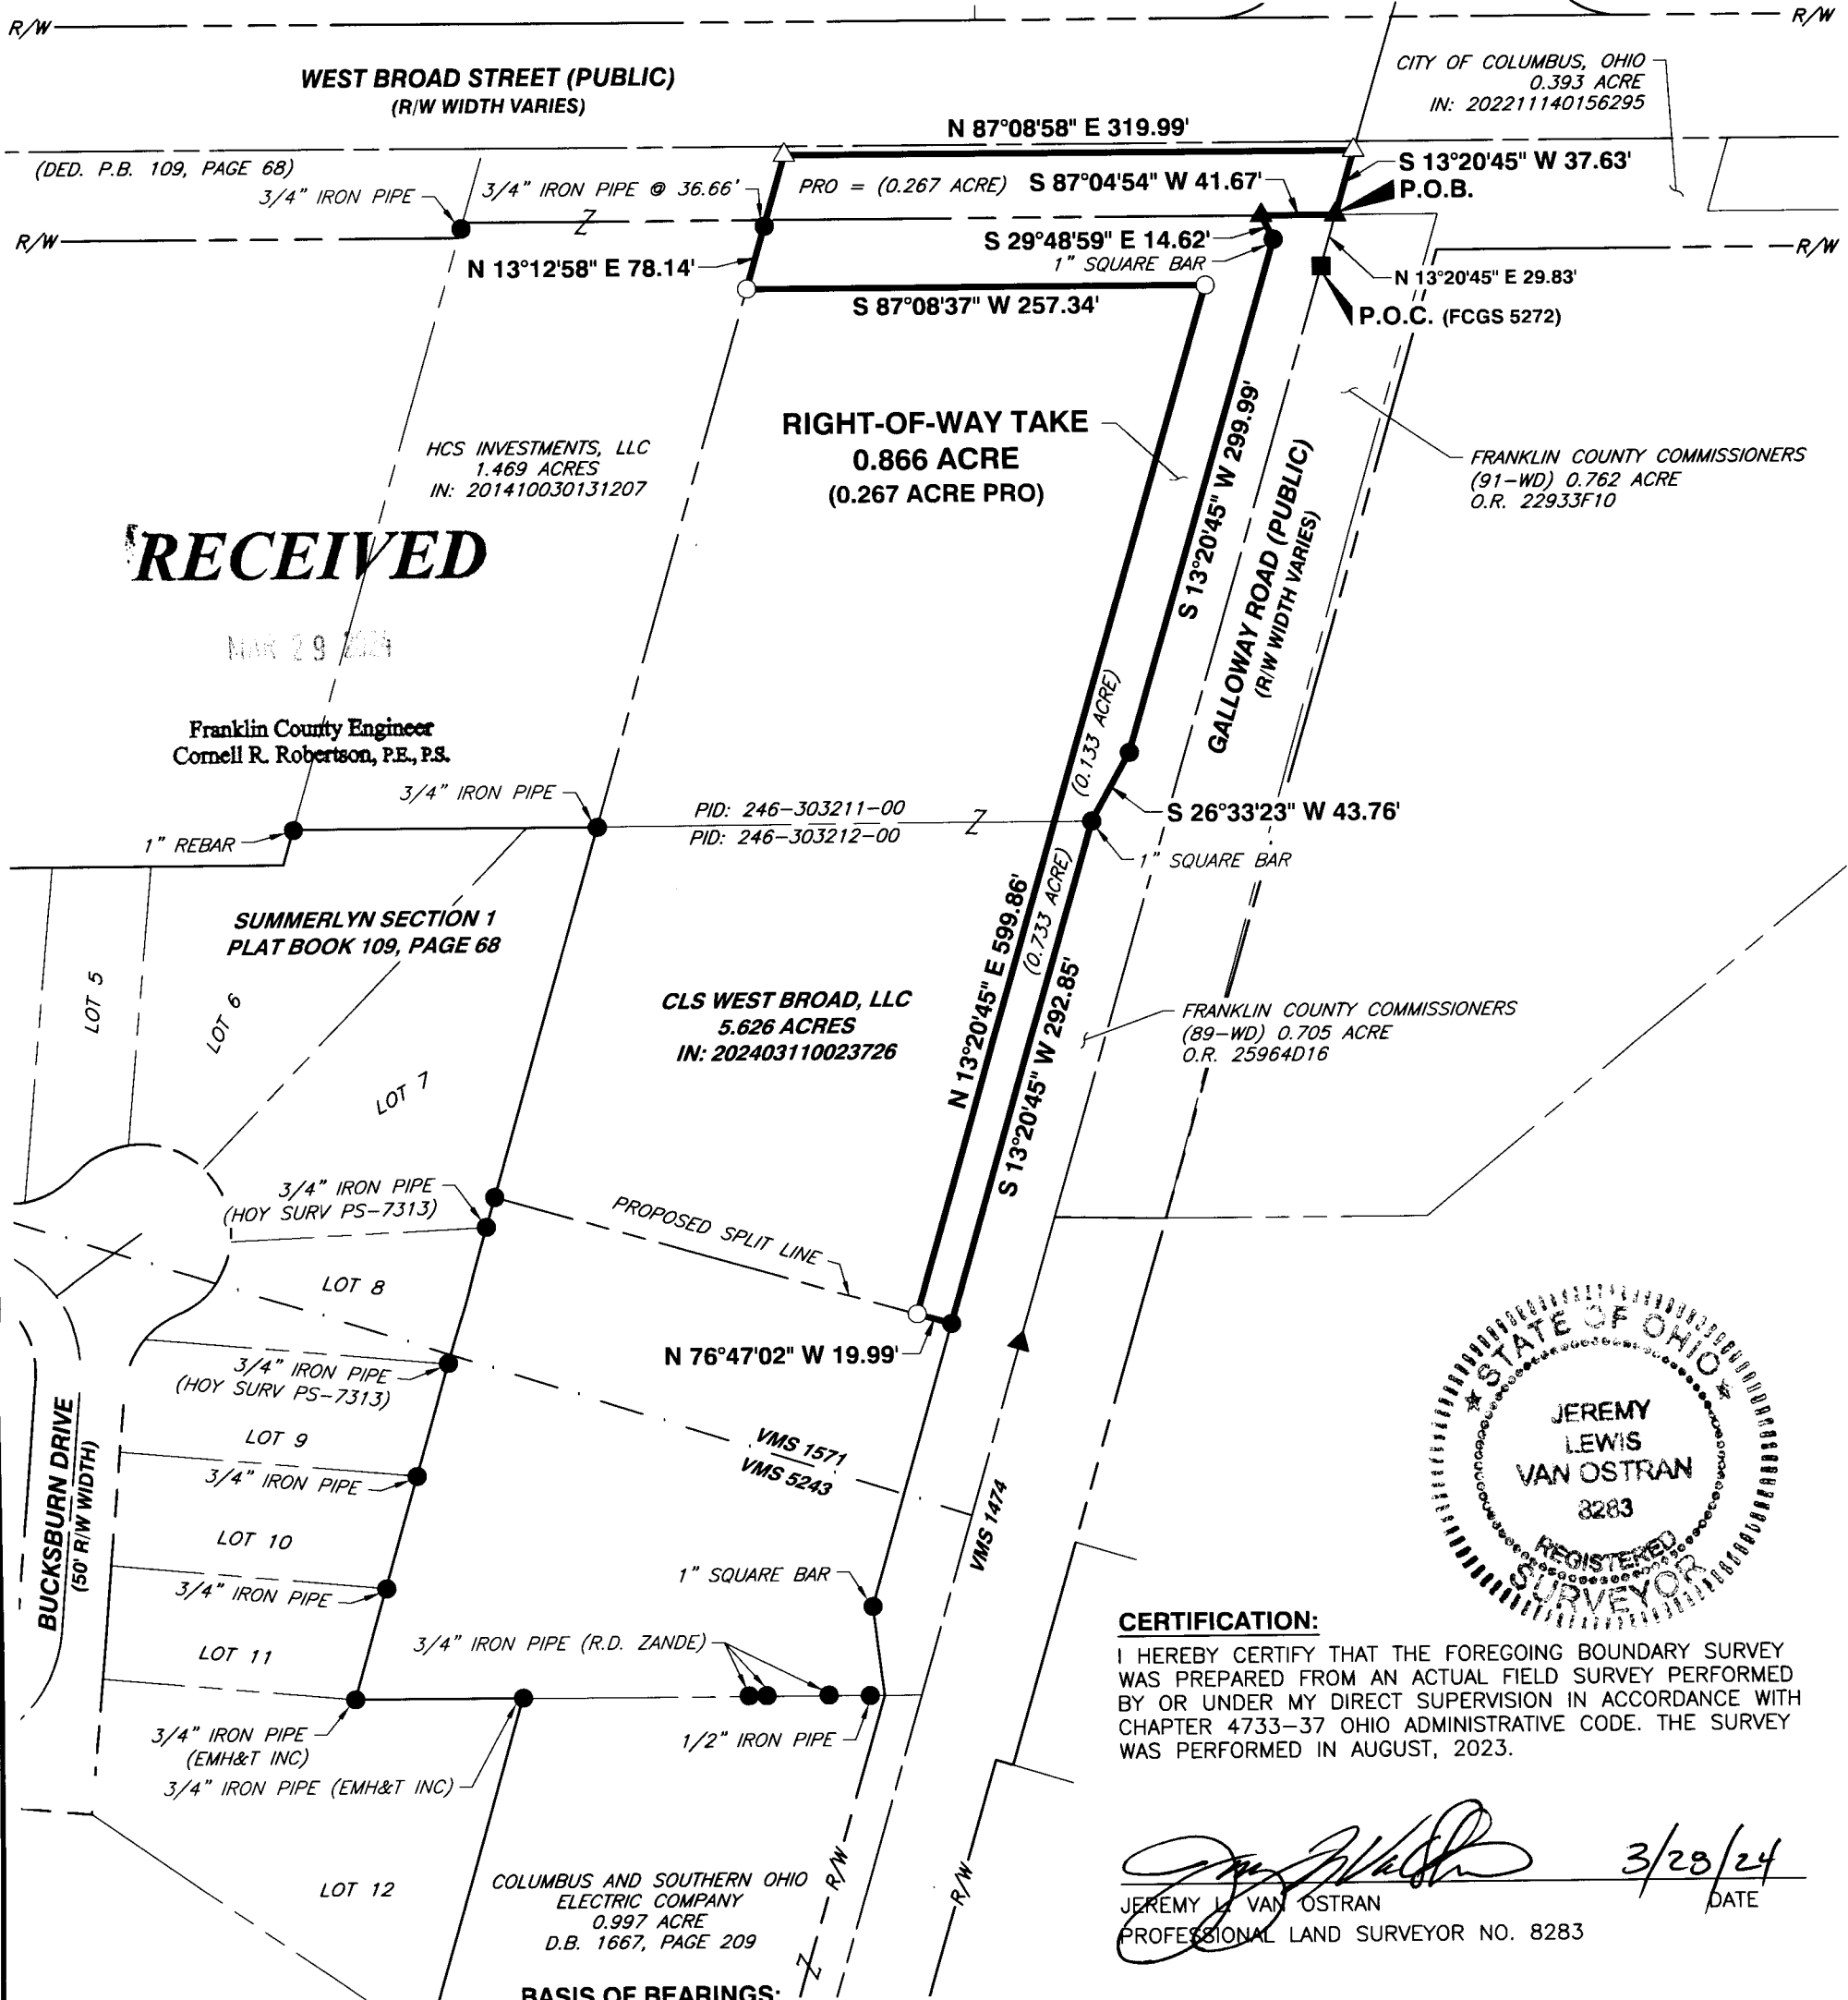 R/W
R/W
WEST BROAD STREET (PUBLIC)
(R/W WIDTH VARIES)
CITY OF COLUMBUS, OHIO
0.393 ACRE
IN: 202211140156295
N 87°08'58" E 319.99'
(DED. P.B. 109, PAGE 68)
3/4" IRON PIPE
3/4" IRON PIPE @ 36.66'
PRO = (0.267 ACRE)
S 87°04'54" W 41.67'
S 13°20'45" W 37.63'
P.O.B.
R/W
Z
S 29°48'59" E 14.62'
1" SQUARE BAR
R/W
N 13°12'58" E 78.14'
N 13°20'45" E 29.83'
S 87°08'37" W 257.34'
P.O.C. (FCGS 5272)
RIGHT-OF-WAY TAKE
0.866 ACRE
(0.267 ACRE PRO)
HCS INVESTMENTS, LLC
1.469 ACRES
IN: 201410030131207
S 13°20'45" W 299.99'
GALLOWAY ROAD (PUBLIC)
(R/W WIDTH VARIES)
FRANKLIN COUNTY COMMISSIONERS
(91-WD) 0.762 ACRE
O.R. 22933F10
RECEIVED
MAR 29 2024
Franklin County Engineer
Cornell R. Robertson, P.E., P.S.
(0.133 ACRE)
3/4" IRON PIPE
1" REBAR
PID: 246-303211-00
PID: 246-303212-00
Z
S 26°33'23" W 43.76'
1" SQUARE BAR
SUMMERLYN SECTION 1
PLAT BOOK 109, PAGE 68
LOT 5
LOT 6
LOT 7
N 13°20'45" E 599.86'
(0.733 ACRE)
S 13°20'45" W 292.85'
CLS WEST BROAD, LLC
5.626 ACRES
IN: 202403110023726
FRANKLIN COUNTY COMMISSIONERS
(89-WD) 0.705 ACRE
O.R. 25964D16
3/4" IRON PIPE
(HOY SURV PS-7313)
PROPOSED SPLIT LINE
LOT 8
N 76°47'02" W 19.99'
3/4" IRON PIPE
(HOY SURV PS-7313)
BUCKSBURN DRIVE
(50' R/W WIDTH)
LOT 9
3/4" IRON PIPE
VMS 1571
VMS 5243
VMS 1474
LOT 10
3/4" IRON PIPE
1" SQUARE BAR
LOT 11
3/4" IRON PIPE (R.D. ZANDE)
3/4" IRON PIPE
(EMH&T INC)
1/2" IRON PIPE
3/4" IRON PIPE (EMH&T INC)
LOT 12
COLUMBUS AND SOUTHERN OHIO
ELECTRIC COMPANY
0.997 ACRE
D.B. 1667, PAGE 209
R/W
R/W
Z
BASIS OF BEARINGS:
STATE OF OHIO
JEREMY
LEWIS
VAN OSTRAN
8283
REGISTERED
SURVEYOR
CERTIFICATION:
I HEREBY CERTIFY THAT THE FOREGOING BOUNDARY SURVEY
WAS PREPARED FROM AN ACTUAL FIELD SURVEY PERFORMED
BY OR UNDER MY DIRECT SUPERVISION IN ACCORDANCE WITH
CHAPTER 4733-37 OHIO ADMINISTRATIVE CODE. THE SURVEY
WAS PERFORMED IN AUGUST, 2023.
3/28/24
JEREMY L. VAN OSTRAN
DATE
PROFESSIONAL LAND SURVEYOR NO. 8283